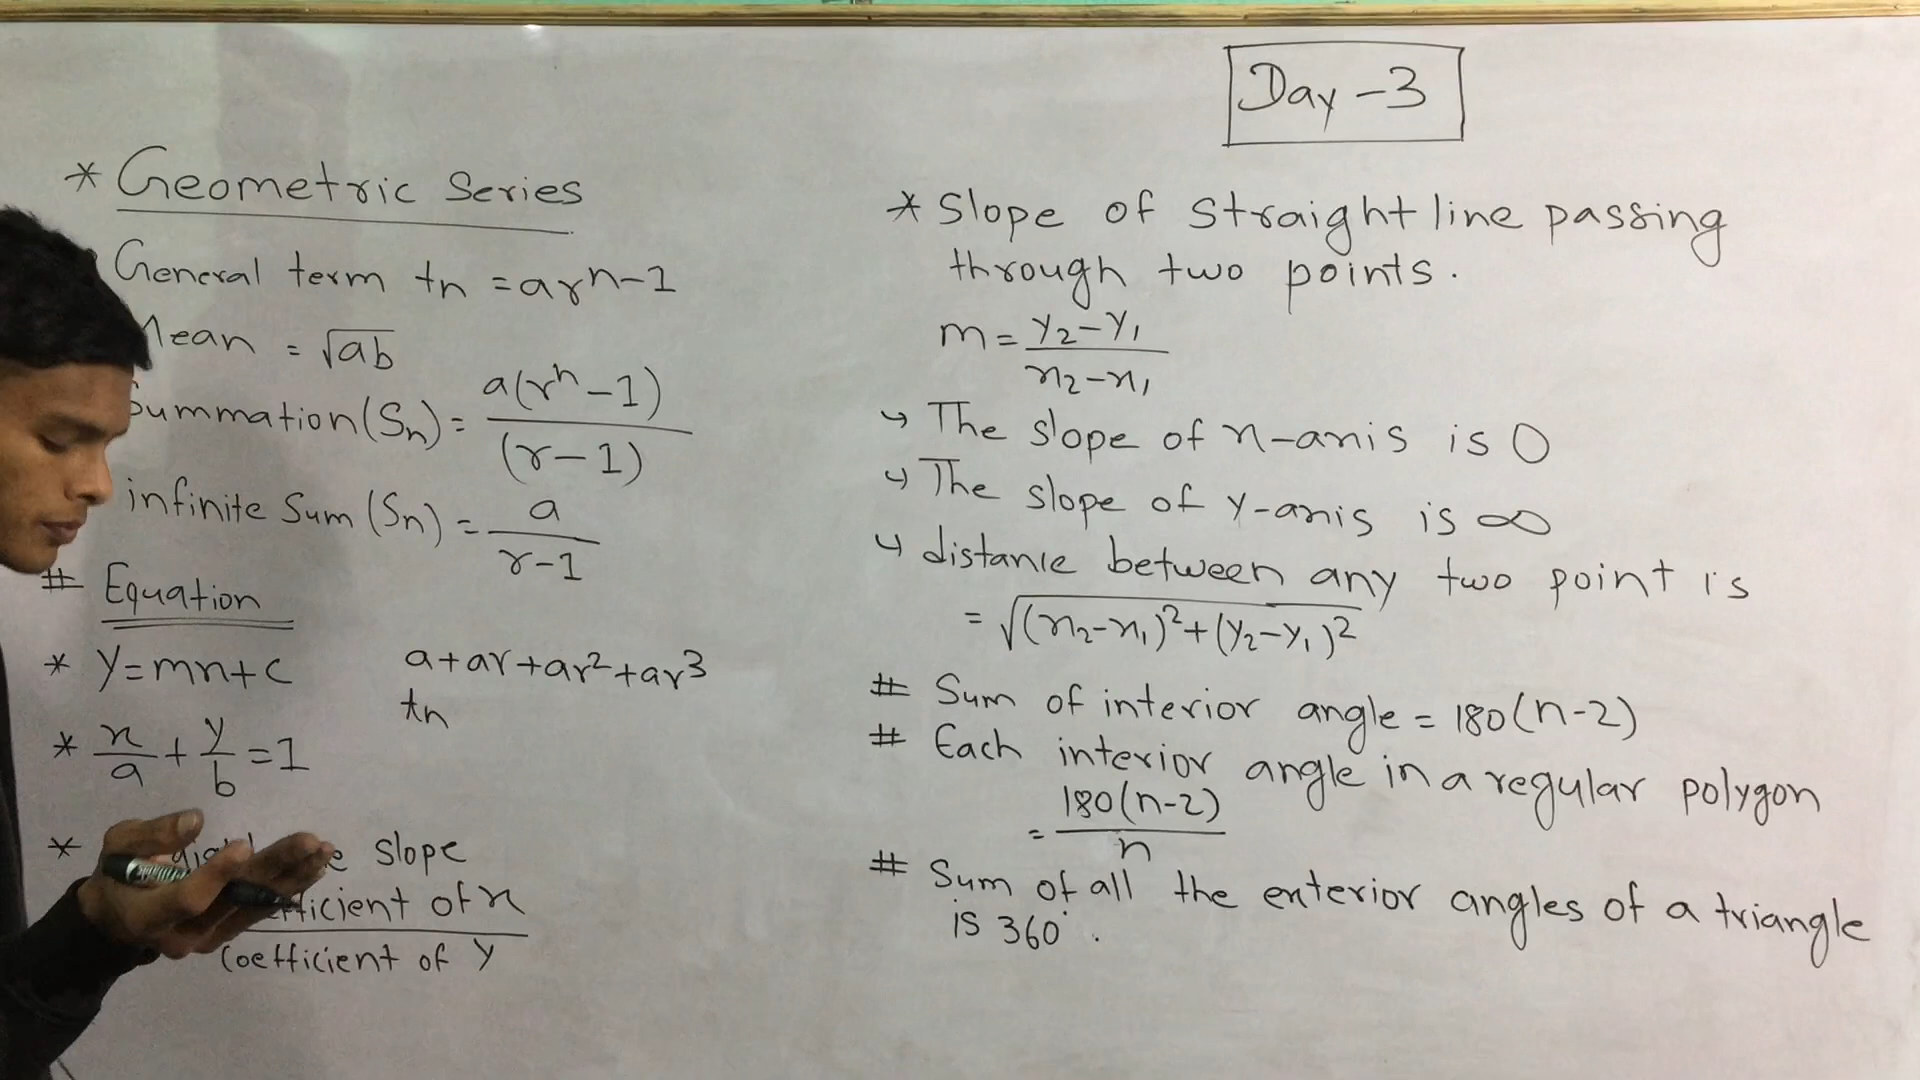 Day-3
* Geometric Series
General term tn = arⁿ⁻¹
Mean = √ab
Summation (Sn) = a(rⁿ-1) / (r-1)
infinite Sum (Sn) = a / r-1
# Equation
* y=mx+c
a+ar+ar²+ar³
tn
* x/a + y/b = 1
* slope
coefficient of x
coefficient of y
* Slope of straight line passing
through two points.
m = y₂-y₁ / x₂-x₁
↳ The slope of x-axis is 0
↳ The slope of y-axis is ∞
↳ distance between any two point is
= √(x₂-x₁)²+(y₂-y₁)²
# Sum of interior angle = 180(n-2)
# Each interior angle in a regular polygon
= 180(n-2) / n
# Sum of all the exterior angles of a triangle
is 360°.